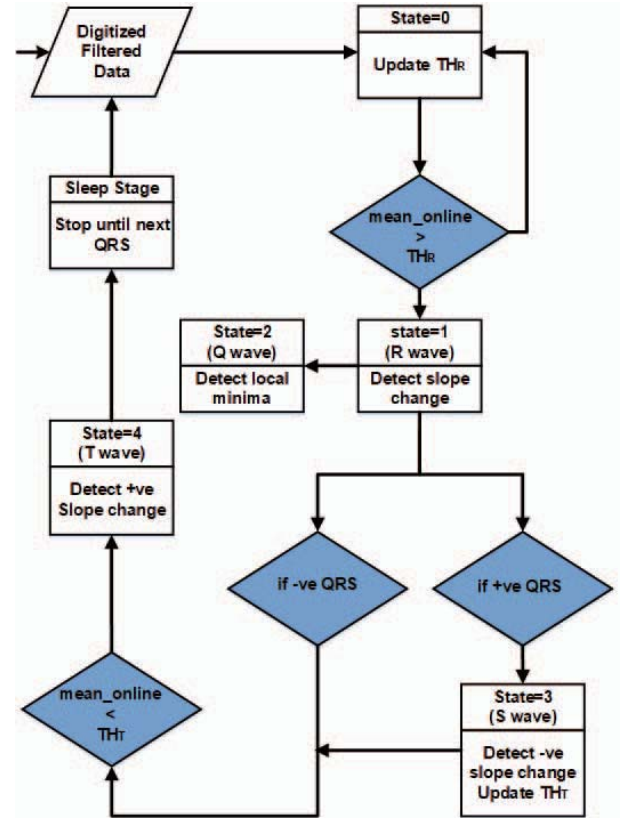 Digitized
Filtered
Data
State=0
Update THR
Sleep Stage
Stop until next
QRS
mean_online
>
THR
State=2
(Q wave)
Detect local
minima
state=1
(R wave)
Detect slope
change
State=4
(T wave)
Detect +ve
Slope change
if -ve QRS
if +ve QRS
mean_online
<
THT
State=3
(S wave)
Detect -ve
slope change
Update THT